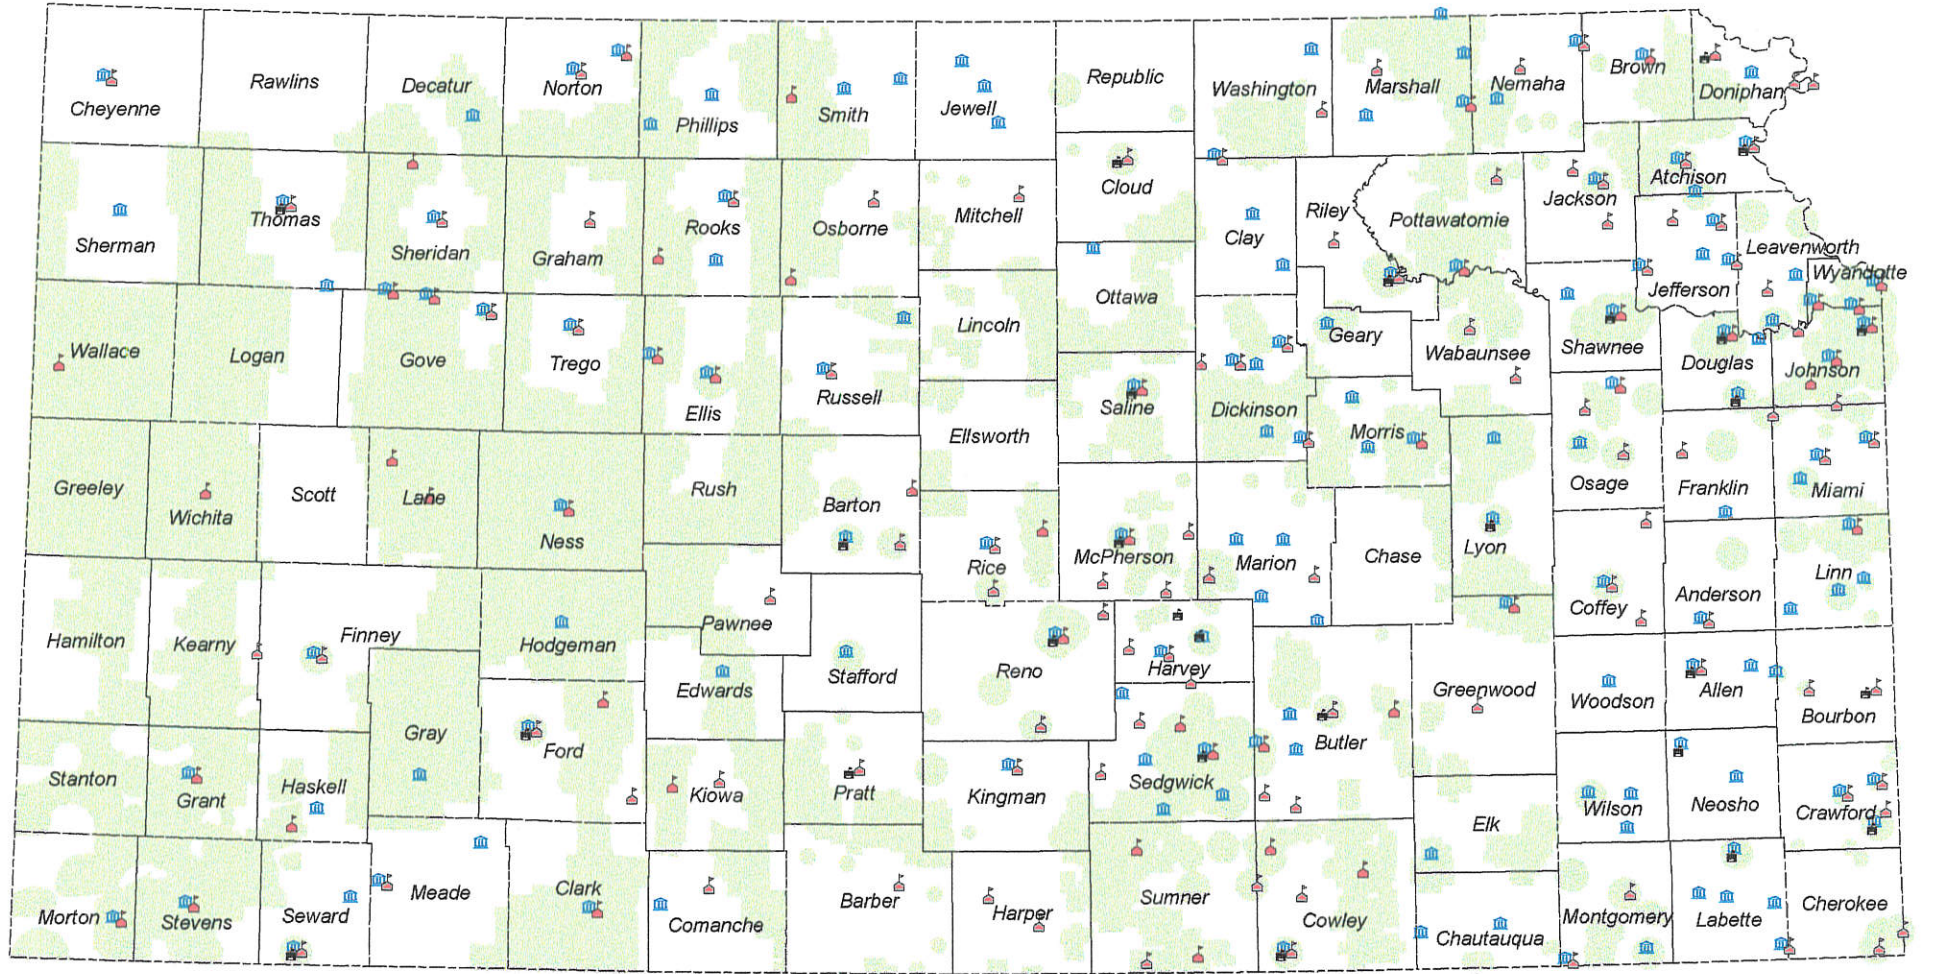 Cheyenne
Rawlins
Decatur
Norton
Phillips
Smith
Jewell
Republic
Washington
Marshall
Nemaha
Brown
Doniphan
Sherman
Thomas
Sheridan
Graham
Rooks
Osborne
Mitchell
Cloud
Clay
Riley
Pottawatomie
Jackson
Atchison
Jefferson
Leavenworth
Wyandotte
Wallace
Logan
Gove
Trego
Ellis
Russell
Lincoln
Ottawa
Saline
Dickinson
Geary
Wabaunsee
Shawnee
Douglas
Johnson
Greeley
Wichita
Scott
Lane
Ness
Rush
Barton
Ellsworth
Rice
McPherson
Marion
Morris
Chase
Lyon
Osage
Franklin
Miami
Hamilton
Kearny
Finney
Hodgeman
Pawnee
Edwards
Stafford
Reno
Harvey
Coffey
Anderson
Linn
Stanton
Grant
Haskell
Gray
Ford
Kiowa
Pratt
Kingman
Sedgwick
Butler
Greenwood
Woodson
Allen
Bourbon
Morton
Stevens
Seward
Meade
Clark
Comanche
Barber
Harper
Sumner
Cowley
Elk
Chautauqua
Wilson
Neosho
Crawford
Montgomery
Labette
Cherokee